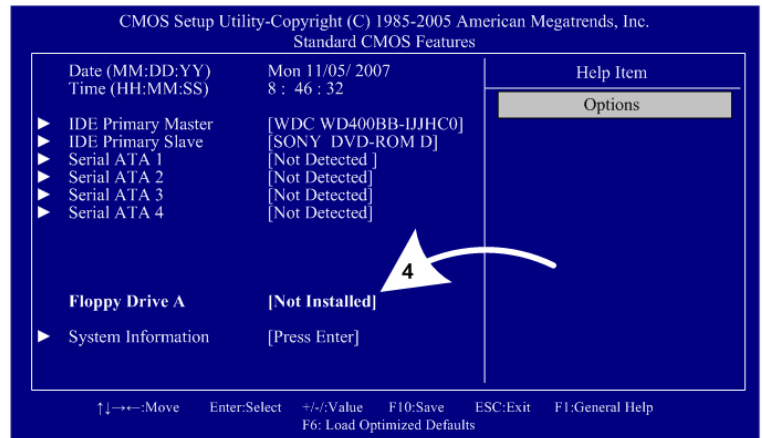 CMOS Setup Utility-Copyright (C) 1985-2005 American Megatrends, Inc.
Standard CMOS Features
Date (MM:DD:YY) Mon 11/05/ 2007
Time (HH:MM:SS) 8 : 46 : 32
Help Item
Options
► IDE Primary Master [WDC WD400BB-IJJHC0]
► IDE Primary Slave [SONY DVD-ROM D]
► Serial ATA 1 [Not Detected ]
► Serial ATA 2 [Not Detected]
► Serial ATA 3 [Not Detected]
► Serial ATA 4 [Not Detected]
4
Floppy Drive A [Not Installed]
► System Information [Press Enter]
↑↓→←:Move Enter:Select +/-/:Value F10:Save ESC:Exit F1:General Help
F6: Load Optimized Defaults